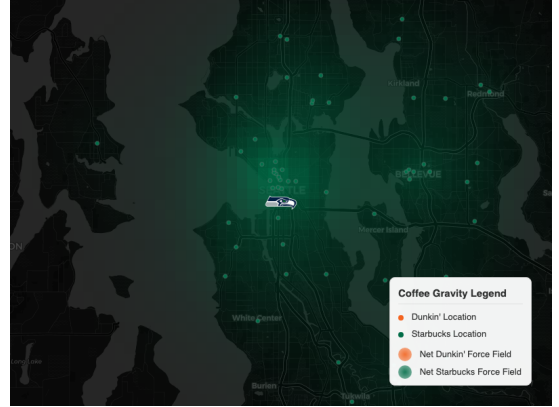 Kirkland
Redmond
BELLEVUE
Mercer Island
White Center
Coffee Gravity Legend
Dunkin' Location
Starbucks Location
Net Dunkin' Force Field
Net Starbucks Force Field
Burien
Tukwila